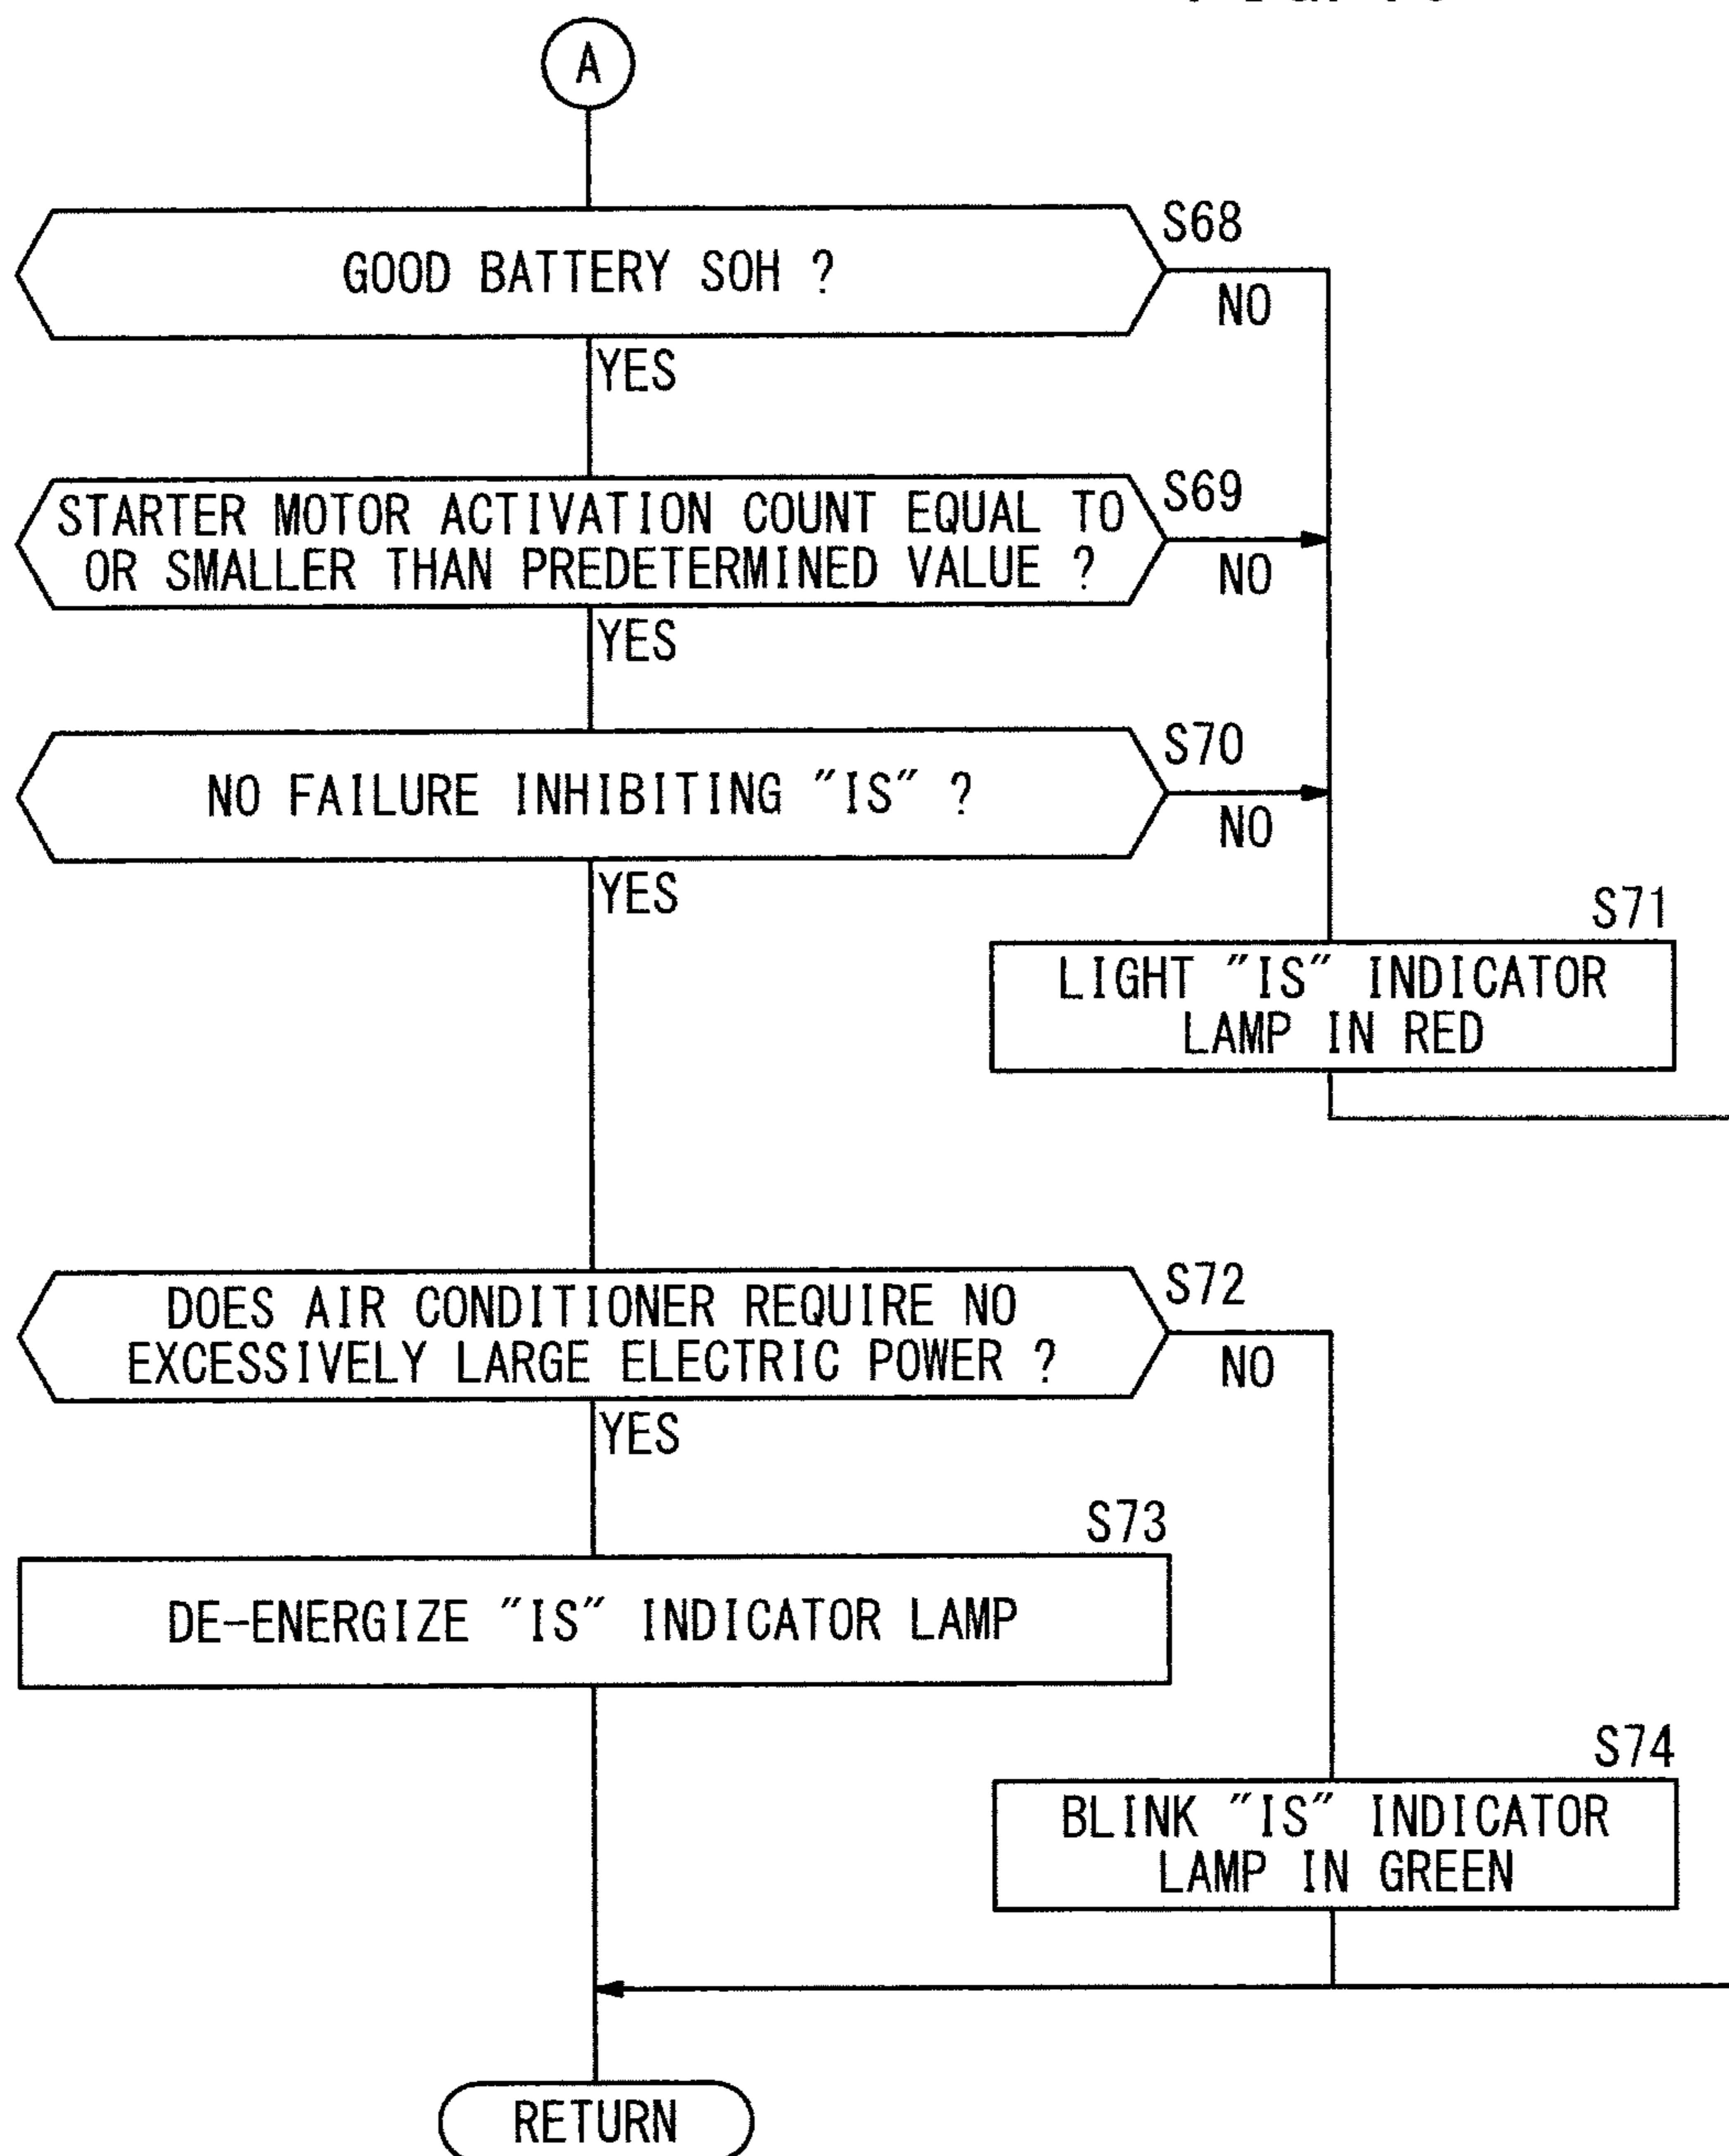 A
S68
GOOD BATTERY SOH ?
NO
YES
S69
STARTER MOTOR ACTIVATION COUNT EQUAL TO
OR SMALLER THAN PREDETERMINED VALUE ?
NO
YES
S70
NO FAILURE INHIBITING "IS" ?
NO
YES
S71
LIGHT "IS" INDICATOR
LAMP IN RED
S72
DOES AIR CONDITIONER REQUIRE NO
EXCESSIVELY LARGE ELECTRIC POWER ?
NO
YES
S73
DE-ENERGIZE "IS" INDICATOR LAMP
S74
BLINK "IS" INDICATOR
LAMP IN GREEN
RETURN